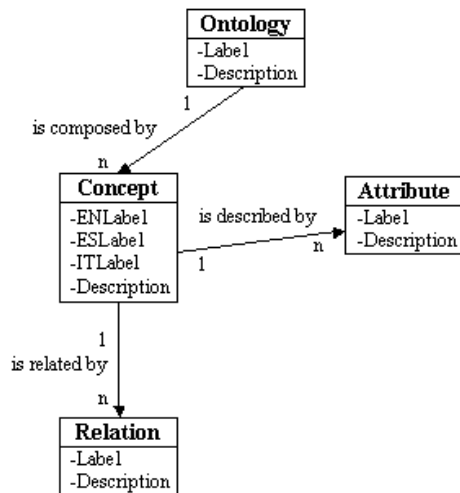 Ontology
-Label
-Description
1
is composed by
n
Concept
-ENLabel
-ESLabel
-ITLabel
-Description
is described by
1
n
Attribute
-Label
-Description
1
is related by
n
Relation
-Label
-Description